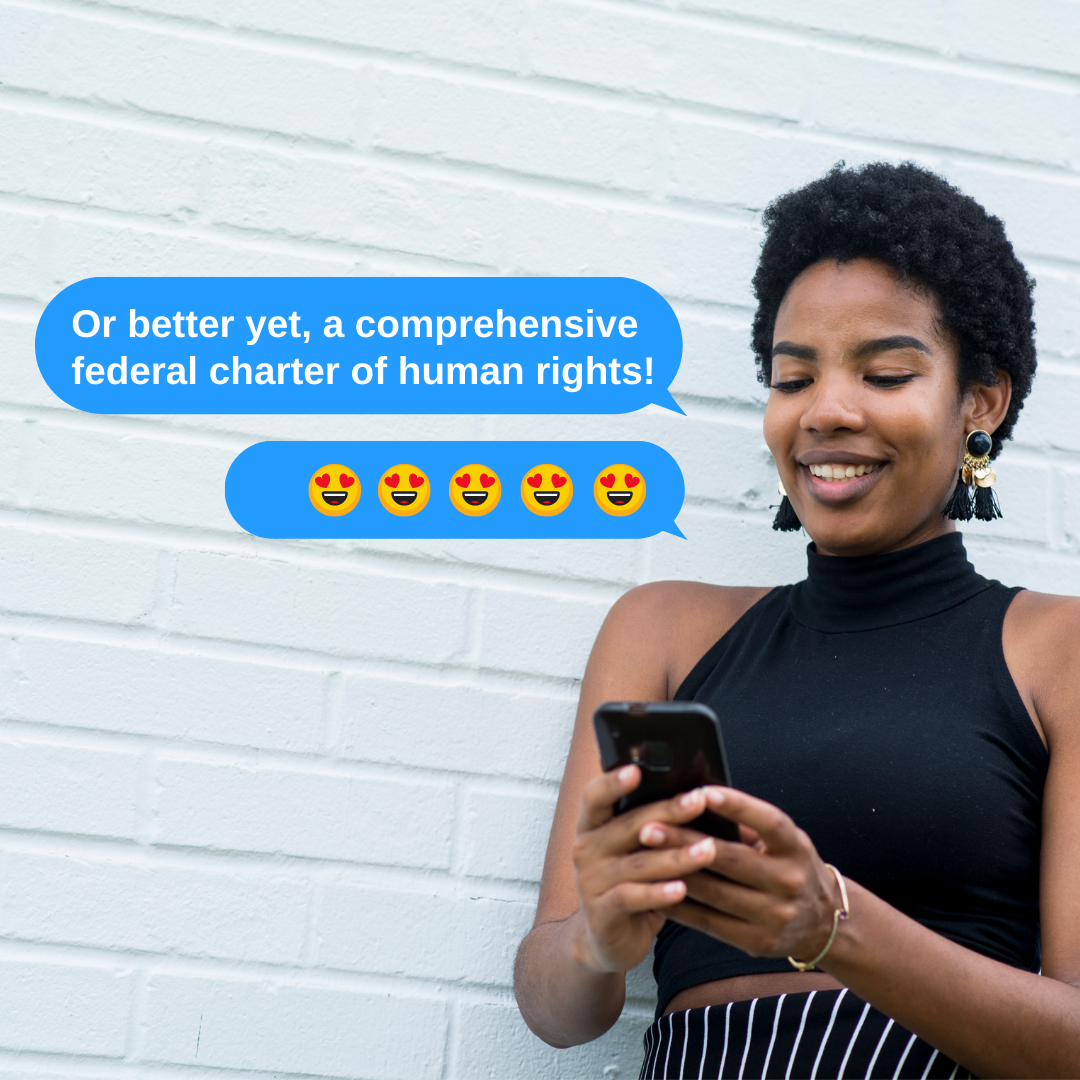 Or better yet, a comprehensive
federal charter of human rights!
😍 😍 😍 😍 😍